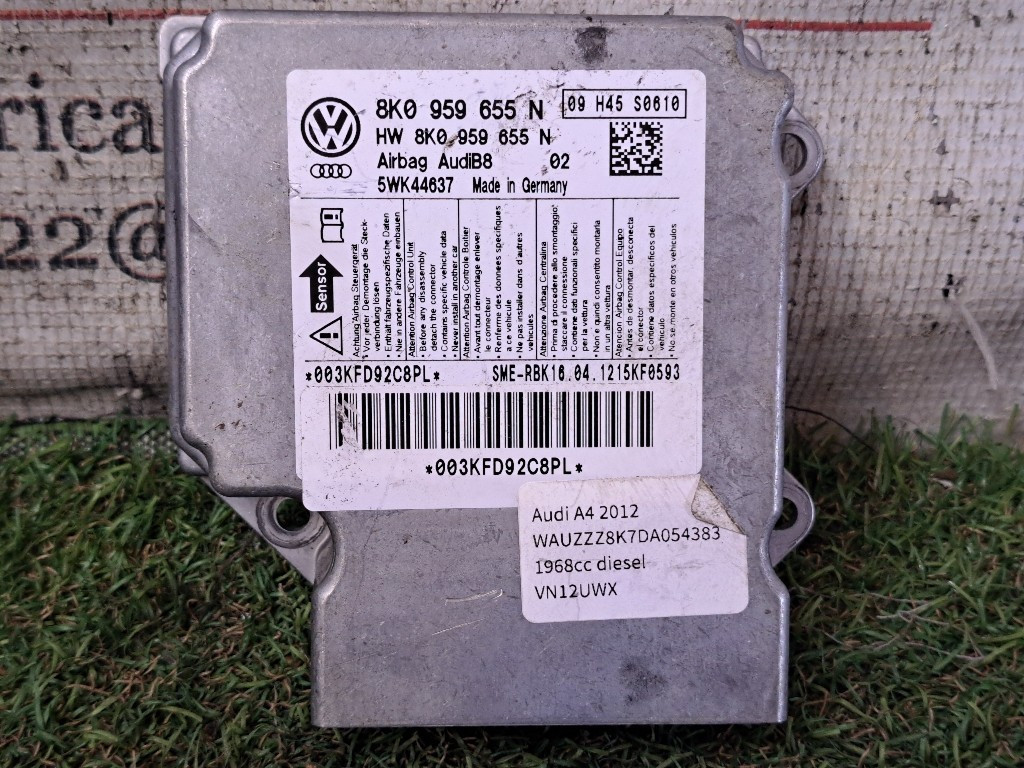 rica
22@
8K0 959 655 N
09 H45 S0610
HW 8K0 959 655 N
Airbag AudiB8 02
5WK44637 Made in Germany
Sensor
Achtung*Airbag Steuergerät
• Vor jeder Demontage die Steck-
verbindung lösen
• Enthält fahrzeugspezifische Daten
• Nie in andere Fahrzeuge einbauen
Attention Airbag*Control Unit
• Before any disassembly
detach the connector
• Contains specific vehicle data
• Never install in another car
Attention Airbag Controle Boitier
• Avant tout demontage enlever
le connecteur
• Renferme des donnees specifiques
a ce vehicule
• Ne pas installer dans d'autres
vehicules
Attenzione Airbag Centralina
• Prima di procedere allo smontaggio:
staccare il connessione
• Contiene dati funzionali specifici
per la vettura
• Non e quindi consentito montarla
in un altra vettura
Atencion Airbag Control Equipo
• Antes de desmontar, desconecta
el conector
• Contiene datos especificos del
vehiculo
• No se monte en otros vehiculos
*003KFD92C8PL* SME-RBK16.04.1215KF0593
*003KFD92C8PL*
Audi A4 2012
WAUZZZ8K7DA054383
1968cc diesel
VN12UWX